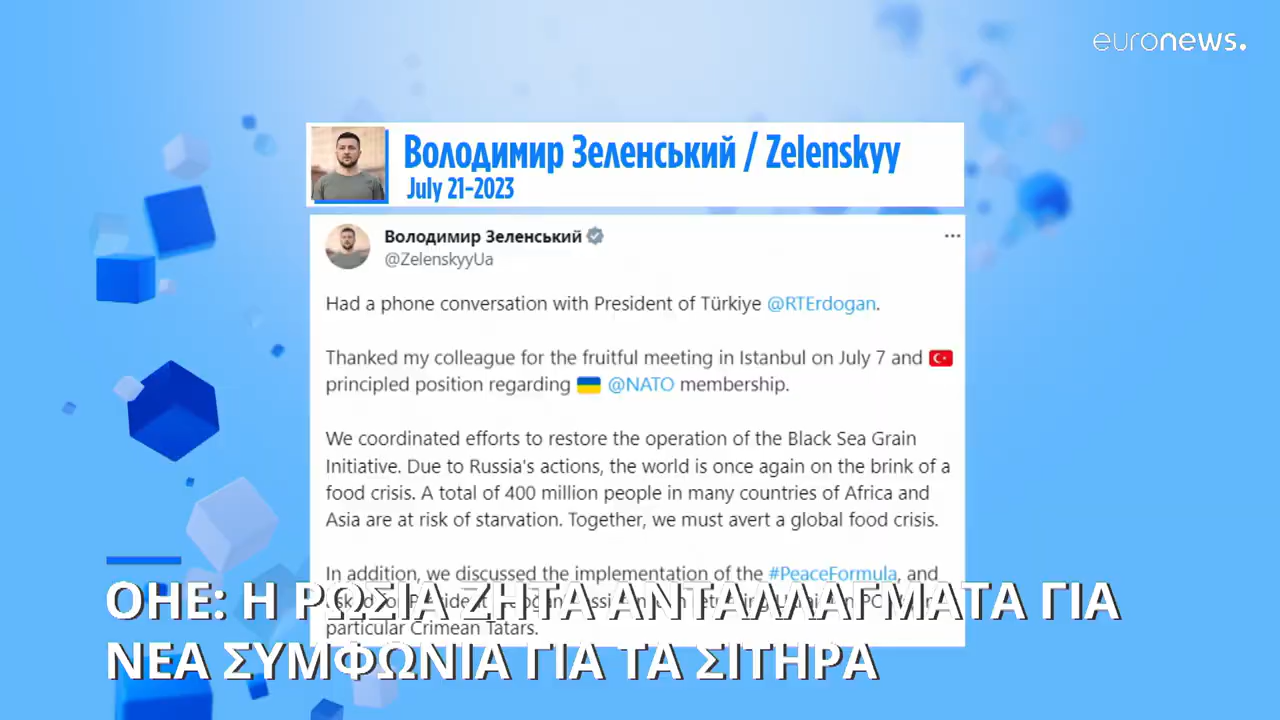 euronews.
Володимир Зеленський / Zelenskyy
July 21-2023
Володимир Зеленський
@ZelenskyyUa
Had a phone conversation with President of Türkiye @RTErdogan.
Thanked my colleague for the fruitful meeting in Istanbul on July 7 and
principled position regarding @NATO membership.
We coordinated efforts to restore the operation of the Black Sea Grain
Initiative. Due to Russia's actions, the world is once again on the brink of a
food crisis. A total of 400 million people in many countries of Africa and
Asia are at risk of starvation. Together, we must avert a global food crisis.
In addition, we discussed the implementation of the #PeaceFormula, and
particular Crimean Tatars.
ΟΗΕ: Η ΡΩΣΙΑ ΖΗΤΑ ΑΝΤΑΛΛΑΓΜΑΤΑ ΓΙΑ
ΝΕΑ ΣΥΜΦΩΝΙΑ ΓΙΑ ΤΑ ΣΙΤΗΡΑ